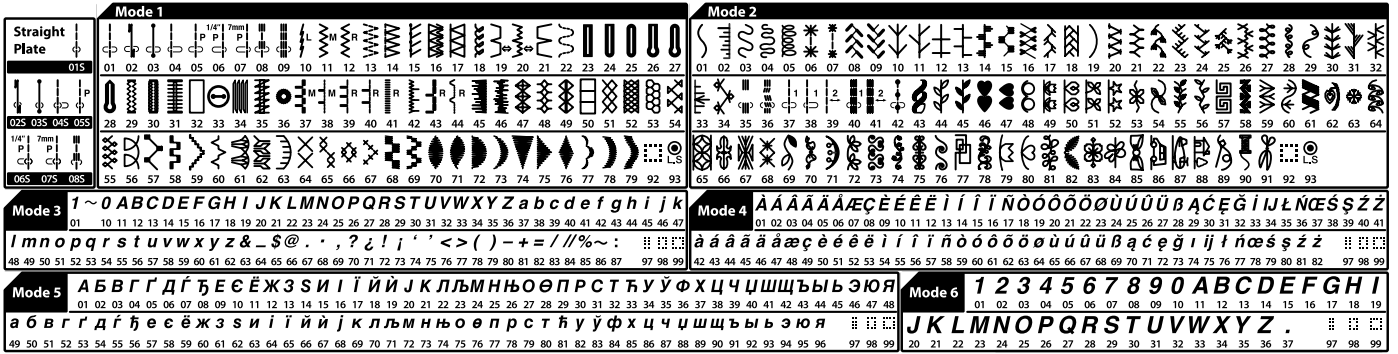 Straight Plate
01S
02S 03S 04S 05S
P
1/4" P 7mm P
06S 07S 08S
Mode 1
1/4" P 7mm P L M R
01 02 03 04 05 06 07 08 09 10 11 12 13 14 15 16 17 18 19 20 21 22 23 24 25 26 27
M R M R R
28 29 30 31 32 33 34 35 36 37 38 39 40 41 42 43 44 45 46 47 48 49 50 51 52 53 54
L.S
55 56 57 58 59 60 61 62 63 64 65 66 67 68 69 70 71 72 73 74 75 76 77 78 79 92 93
Mode 2
01 02 03 04 05 06 07 08 09 10 11 12 13 14 15 16 17 18 19 20 21 22 23 24 25 26 27 28 29 30 31 32
1 1 2 1 2
33 34 35 36 37 38 39 40 41 42 43 44 45 46 47 48 49 50 51 52 53 54 55 56 57 58 59 60 61 62 63 64
L.S
65 66 67 68 69 70 71 72 73 74 75 76 77 78 79 80 81 82 83 84 85 86 87 88 89 90 91 92 93
Mode 3
1 ~ 0 A B C D E F G H I J K L M N O P Q R S T U V W X Y Z a b c d e f g h i j k
01 10 11 12 13 14 15 16 17 18 19 20 21 22 23 24 25 26 27 28 29 30 31 32 33 34 35 36 37 38 39 40 41 42 43 44 45 46 47
l m n o p q r s t u v w x y z & _ $ @ . · , ? ¿ ! ¡ ‘ ’ < > ( ) – + = / // % ~ :
48 49 50 51 52 53 54 55 56 57 58 59 60 61 62 63 64 65 66 67 68 69 70 71 72 73 74 75 76 77 78 79 80 81 82 83 84 85 86 87 97 98 99
Mode 4
À Á Â Ã Ä Å Æ Ç È É Ê Ë Ì Í Î Ï Ñ Ò Ó Ô Õ Ö Ø Ù Ú Û Ü ß Ą Ć Ę Ğ İ IJ Ł Ń Œ Ś Ş Ź Ż
01 02 03 04 05 06 07 08 09 10 11 12 13 14 15 16 17 18 19 20 21 22 23 24 25 26 27 28 29 30 31 32 33 34 35 36 37 38 39 40 41
à á â ã ä å æ ç è é ê ë ì í î ï ñ ò ó ô õ ö ø ù ú û ü ß ą ć ę ğ ı ij ł ń œ ś ş ź ż
42 43 44 45 46 47 48 49 50 51 52 53 54 55 56 57 58 59 60 61 62 63 64 65 66 67 68 69 70 71 72 73 74 75 76 77 78 79 80 81 82 97 98 99
Mode 5
А Б В Г Ґ Д Ѓ Ђ Е Є Ё Ж З Ѕ И І Ї Й Ѝ Ј К Л Љ М Н Њ О Ө П Р С Т Ћ У Ў Ф Х Ц Ч Џ Ш Щ Ъ Ы Ь Э Ю Я
01 02 03 04 05 06 07 08 09 10 11 12 13 14 15 16 17 18 19 20 21 22 23 24 25 26 27 28 29 30 31 32 33 34 35 36 37 38 39 40 41 42 43 44 45 46 47 48
а б в г ґ д ѓ ђ е є ё ж з ѕ и і ї й ѝ ј к л љ м н њ о ө п р с т ћ у ў ф х ц ч џ ш щ ъ ы ь э ю я
49 50 51 52 53 54 55 56 57 58 59 60 61 62 63 64 65 66 67 68 69 70 71 72 73 74 75 76 77 78 79 80 81 82 83 84 85 86 87 88 89 90 91 92 93 94 95 96 97 98 99
Mode 6
1 2 3 4 5 6 7 8 9 0 A B C D E F G H I
01 02 03 04 05 06 07 08 09 10 11 12 13 14 15 16 17 18 19
J K L M N O P Q R S T U V W X Y Z .
20 21 22 23 24 25 26 27 28 29 30 31 32 33 34 35 36 37 97 98 99